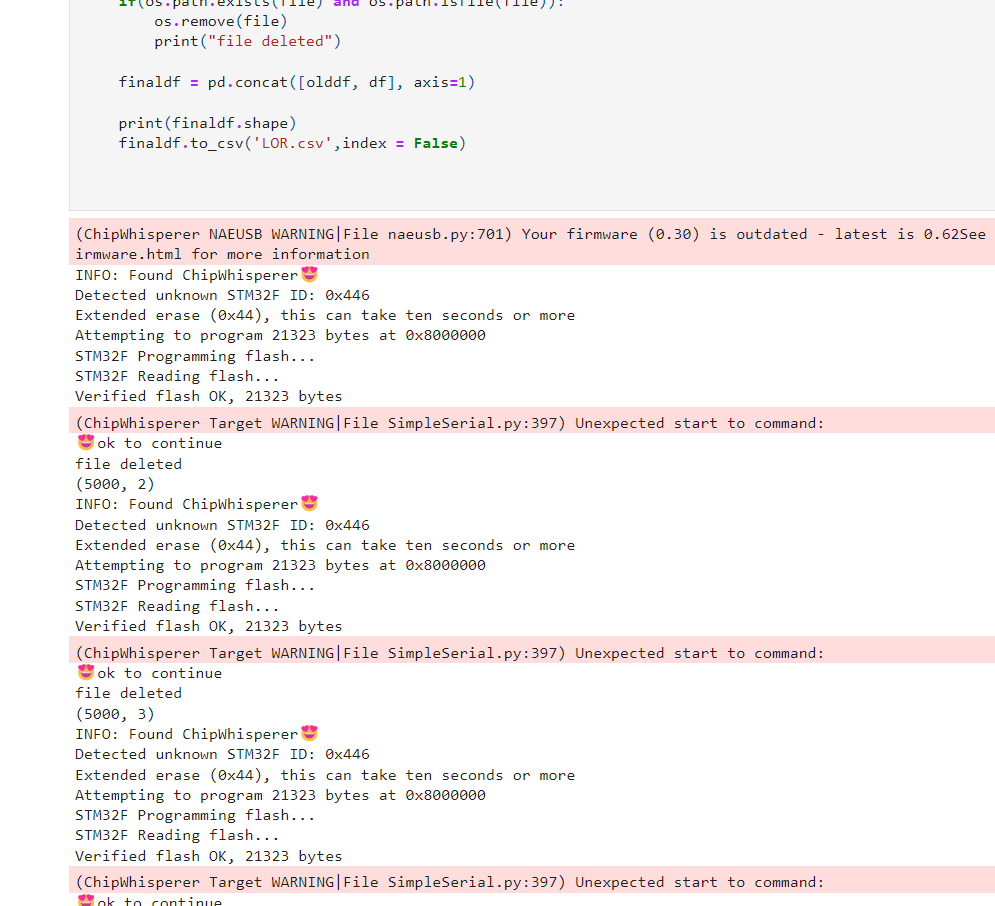 if(os.path.exists(file) and os.path.isfile(file)):
os.remove(file)
print("file deleted")
finaldf = pd.concat([olddf, df], axis=1)
print(finaldf.shape)
finaldf.to_csv('LOR.csv',index = False)
(ChipWhisperer NAEUSB WARNING|File naeusb.py:701) Your firmware (0.30) is outdated - latest is 0.62See
irmware.html for more information
INFO: Found ChipWhisperer😍
Detected unknown STM32F ID: 0x446
Extended erase (0x44), this can take ten seconds or more
Attempting to program 21323 bytes at 0x8000000
STM32F Programming flash...
STM32F Reading flash...
Verified flash OK, 21323 bytes
(ChipWhisperer Target WARNING|File SimpleSerial.py:397) Unexpected start to command:
😍ok to continue
file deleted
(5000, 2)
INFO: Found ChipWhisperer😍
Detected unknown STM32F ID: 0x446
Extended erase (0x44), this can take ten seconds or more
Attempting to program 21323 bytes at 0x8000000
STM32F Programming flash...
STM32F Reading flash...
Verified flash OK, 21323 bytes
(ChipWhisperer Target WARNING|File SimpleSerial.py:397) Unexpected start to command:
😍ok to continue
file deleted
(5000, 3)
INFO: Found ChipWhisperer😍
Detected unknown STM32F ID: 0x446
Extended erase (0x44), this can take ten seconds or more
Attempting to program 21323 bytes at 0x8000000
STM32F Programming flash...
STM32F Reading flash...
Verified flash OK, 21323 bytes
(ChipWhisperer Target WARNING|File SimpleSerial.py:397) Unexpected start to command:
😍ok to continue